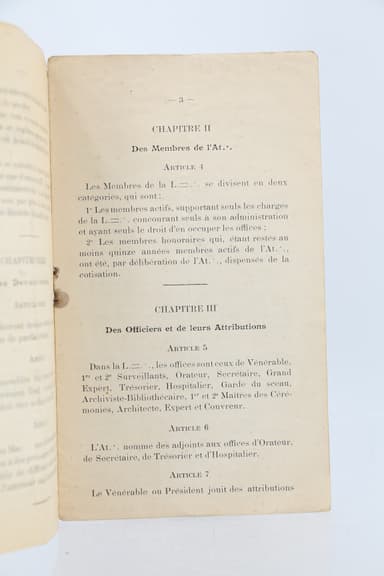 — 3 —
CHAPITRE II
Des Membres de l'At∴
ARTICLE 4
Les Membres de la L∴ se divisent en deux
catégories, qui sont :
1º Les membres actifs, supportant seuls les charges
de la L∴, concourant seuls à son administration
et ayant seuls le droit d'en occuper les offices ;
2º Les membres honoraires qui, étant restés au
moins quinze années membres actifs de l'At∴,
ont été, par délibération de l'At∴, dispensés de la
cotisation.
CHAPITRE III
Des Officiers et de leurs Attributions
ARTICLE 5
Dans la L∴, les offices sont ceux de Vénérable,
1er et 2e Surveillants, Orateur, Secrétaire, Grand
Expert, Trésorier, Hospitalier, Garde du sceau,
Archiviste-Bibliothécaire, 1er et 2e Maîtres des Céré-
monies, Architecte, Expert et Couvreur.
ARTICLE 6
L'At∴ nomme des adjoints aux offices d'Orateur,
de Secrétaire, de Trésorier et d'Hospitalier.
ARTICLE 7
Le Vénérable ou Président jouit des attributions